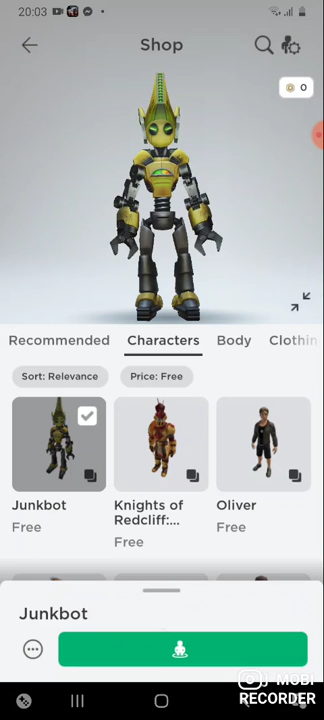 20:03
Shop
0
Recommended
Characters
Body
Clothin
Sort: Relevance
Price: Free
Junkbot
Free
Knights of
Redcliff:...
Free
Oliver
Free
Junkbot
MOBI
RECORDER